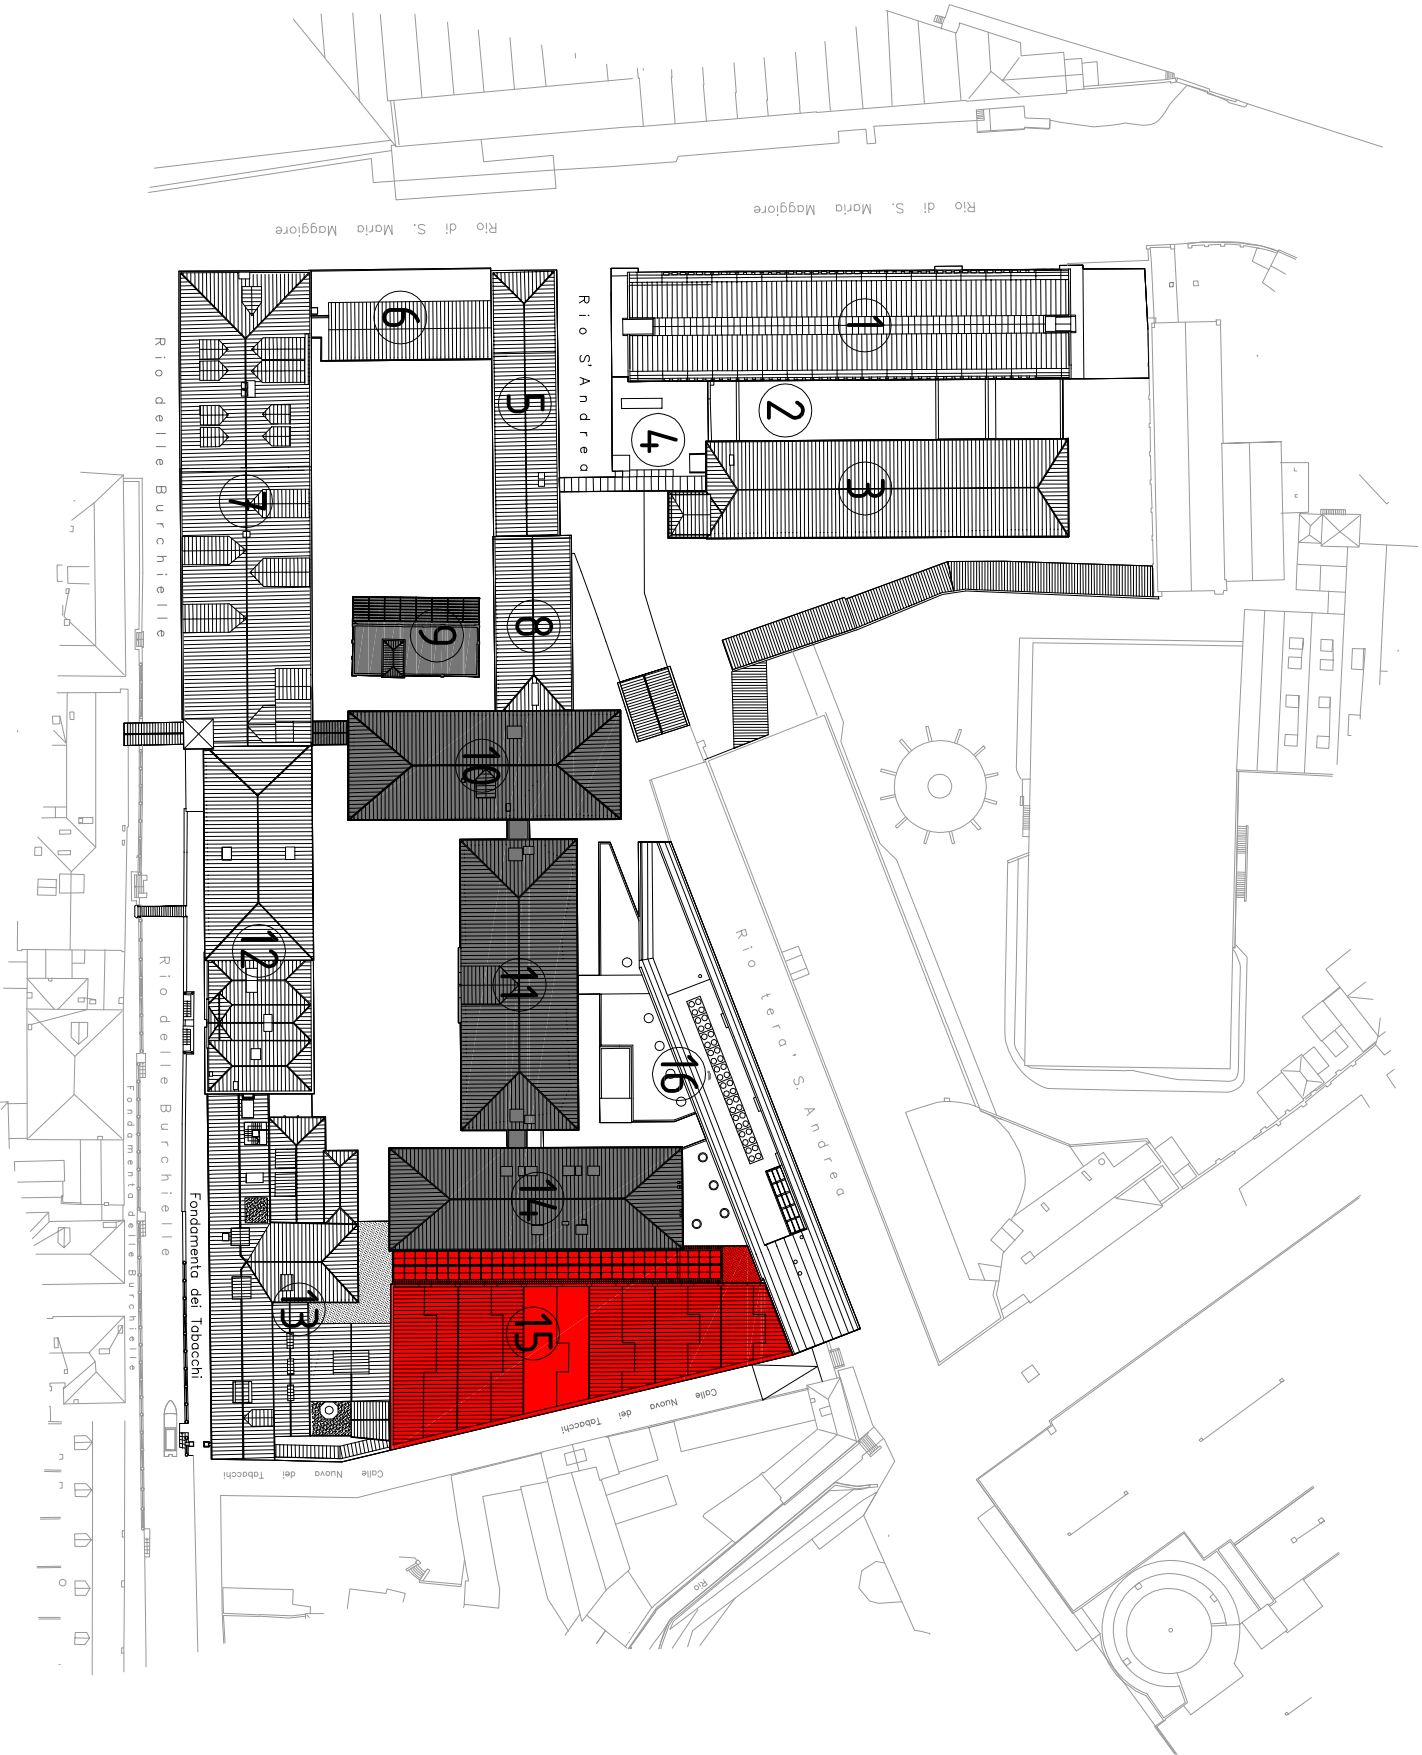 Rio di S. Maria Maggiore
Rio di S. Maria Maggiore
Rio delle Burchielle
Rio S'Andrea
1
2
3
4
5
6
7
8
9
10
11
12
13
14
15
16
Rio delle Burchielle
Fondamenta delle Burchielle
Fondamenta dei Tabacchi
Rio tera' S. Andrea
Calle Nuova dei Tabacchi
Calle Nuova dei Tabacchi
Rio